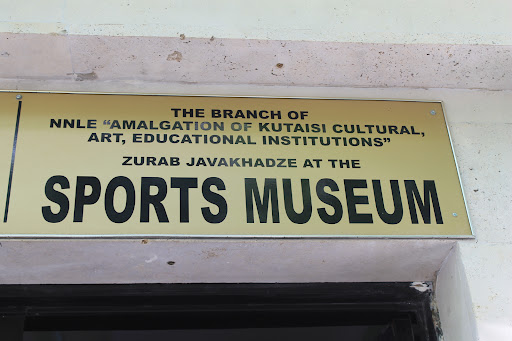 THE BRANCH OF
NNLE “AMALGATION OF KUTAISI CULTURAL,
ART, EDUCATIONAL INSTITUTIONS”
ZURAB JAVAKHADZE AT THE
SPORTS MUSEUM